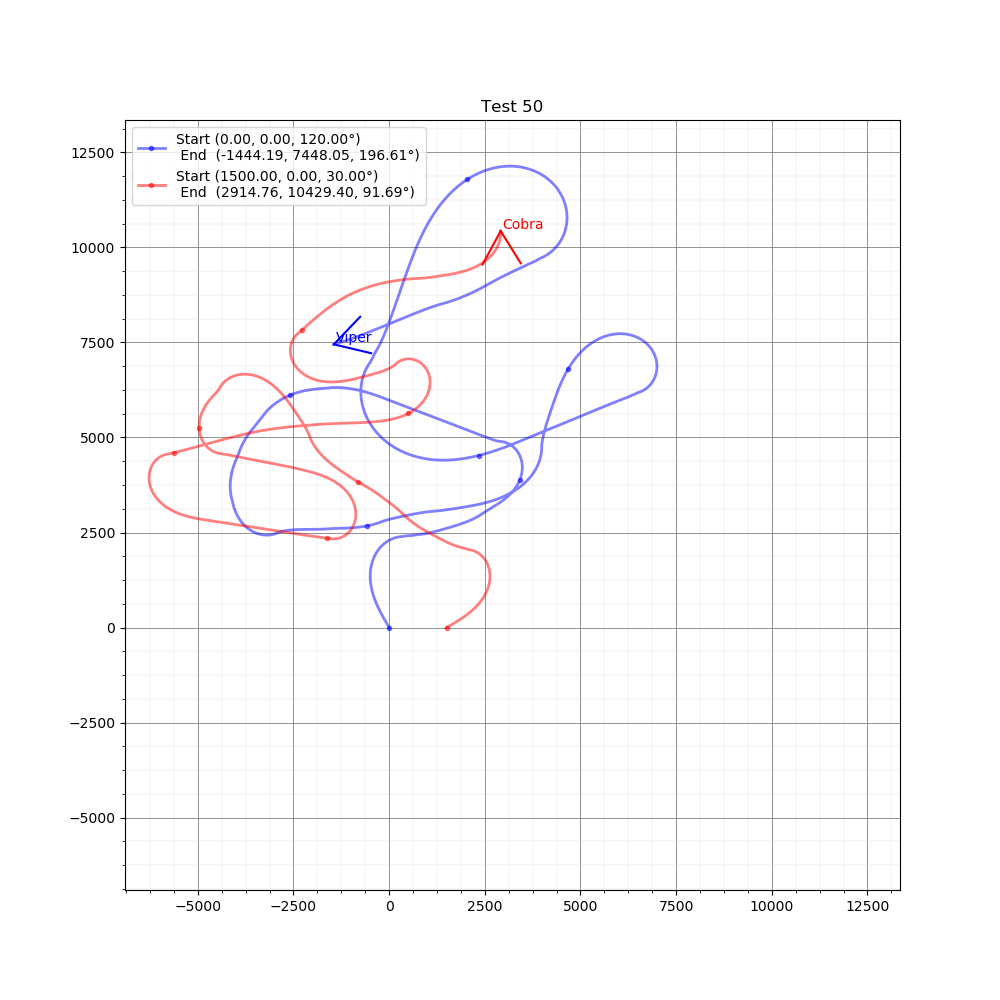 Test 50
Start (0.00, 0.00, 120.00°)
End (-1444.19, 7448.05, 196.61°)
Start (1500.00, 0.00, 30.00°)
End (2914.76, 10429.40, 91.69°)
12500
10000
7500
5000
2500
0
−2500
−5000
Cobra
Viper
−5000 −2500 0 2500 5000 7500 10000 12500